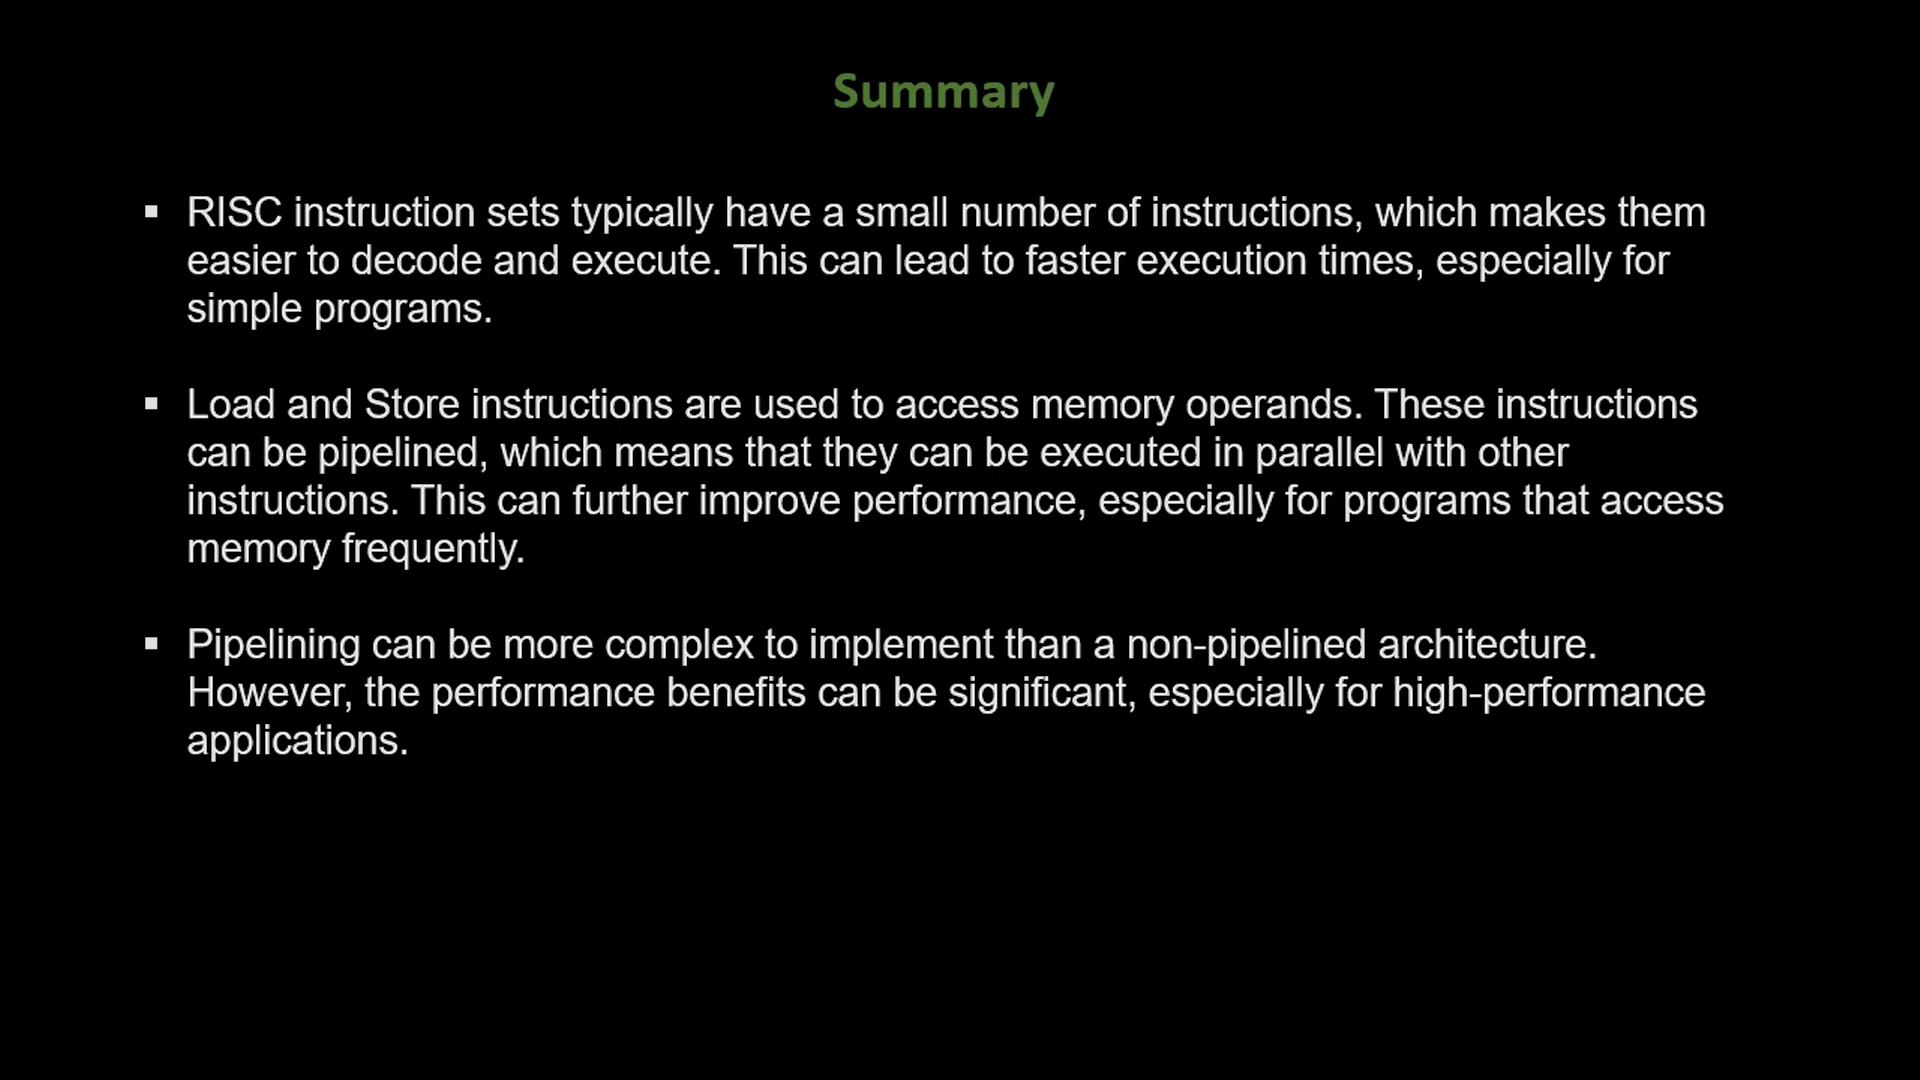 Summary
▪ RISC instruction sets typically have a small number of instructions, which makes them
easier to decode and execute. This can lead to faster execution times, especially for
simple programs.
▪ Load and Store instructions are used to access memory operands. These instructions
can be pipelined, which means that they can be executed in parallel with other
instructions. This can further improve performance, especially for programs that access
memory frequently.
▪ Pipelining can be more complex to implement than a non-pipelined architecture.
However, the performance benefits can be significant, especially for high-performance
applications.